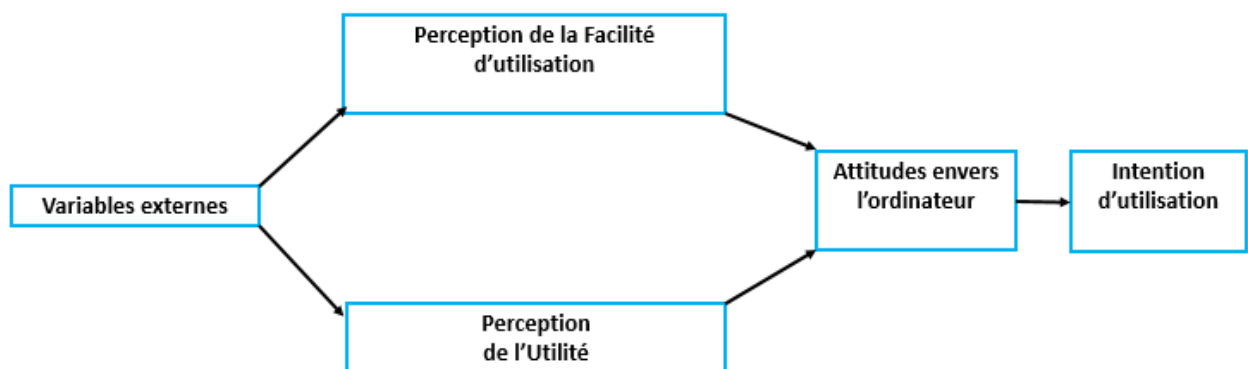 Perception de la Facilité
d'utilisation
Variables externes
Attitudes envers
l'ordinateur
Intention
d'utilisation
Perception
de l'Utilité